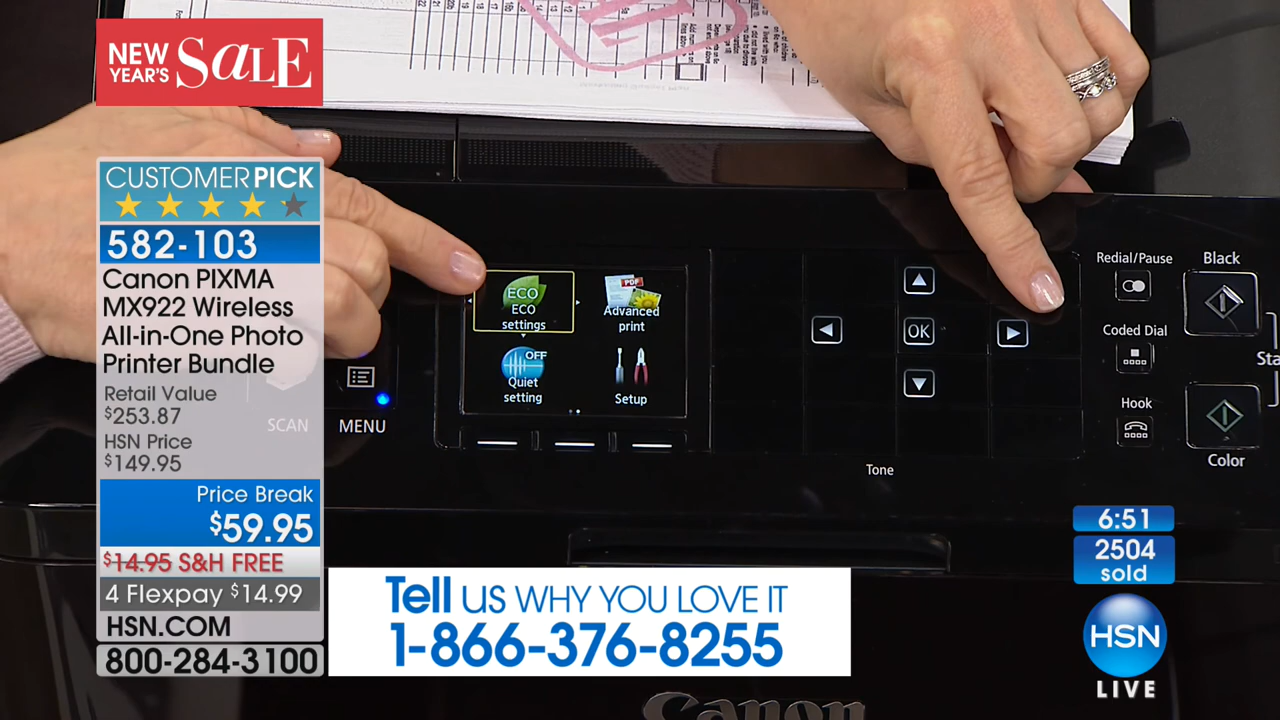 NEW
YEAR'S
SALE
CUSTOMER PICK
582-103
Canon PIXMA
MX922 Wireless
All-in-One Photo
Printer Bundle
Retail Value
$253.87
HSN Price
$149.95
Price Break
$59.95
$14.95 S&H FREE
4 Flexpay $14.99
HSN.COM
800-284-3100
SCAN
MENU
ECO
ECO
settings
PDF
Advanced
print
OFF
Quiet
setting
Setup
OK
Tone
Redial/Pause
Black
Coded Dial
Hook
Color
Sta
Tell us WHY YOU LOVE IT
1-866-376-8255
6:51
2504
sold
HSN
LIVE
Canon